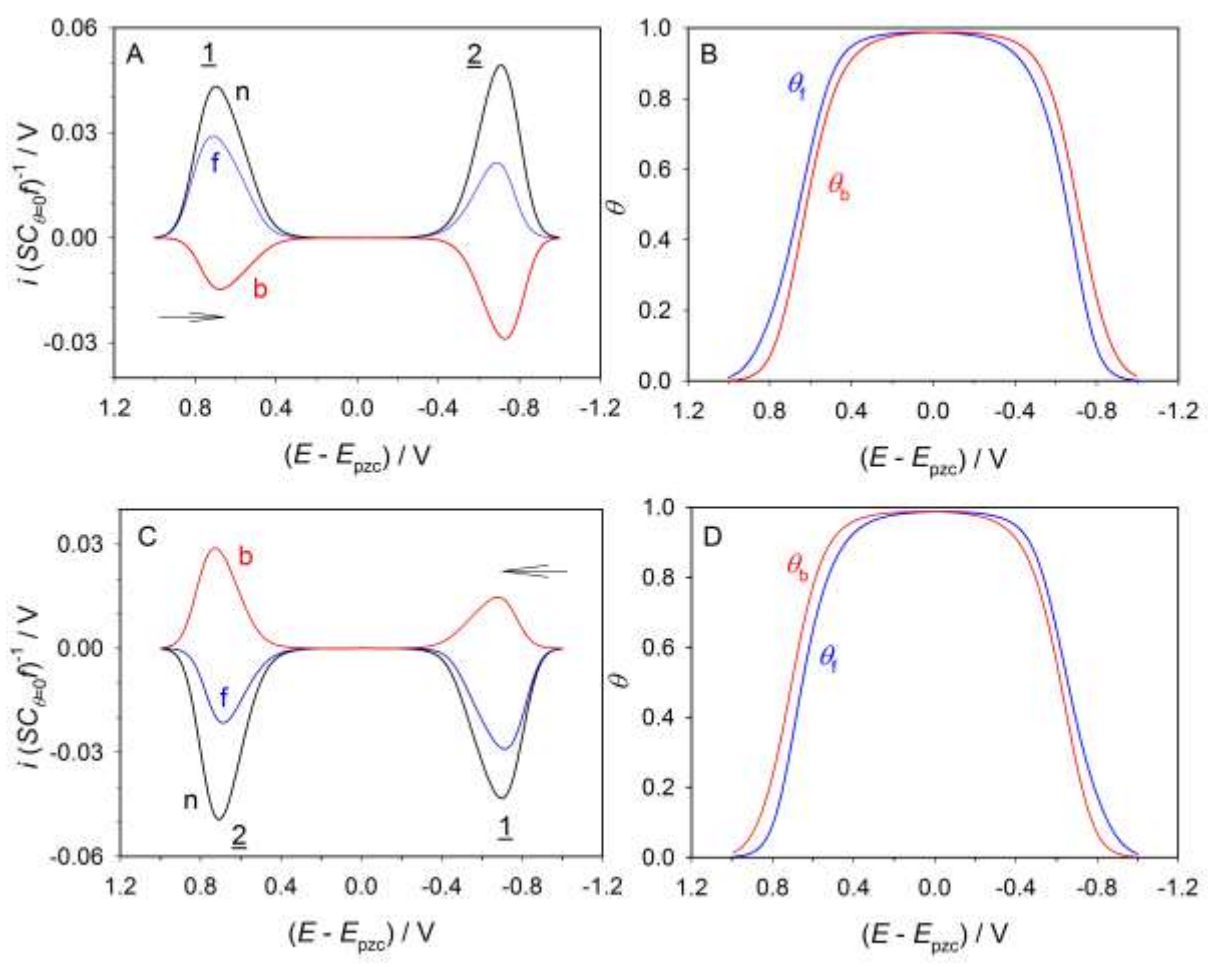 A
1
2
n
f
b
0.06
0.03
0.00
-0.03
i (SCθ=0f)-1 / V
1.2 0.8 0.4 0.0 -0.4 -0.8 -1.2
(E - Epzc) / V
B
θf
θb
1.0
0.8
0.6
0.4
0.2
0.0
θ
1.2 0.8 0.4 0.0 -0.4 -0.8 -1.2
(E - Epzc) / V
C
b
f
n
2
1
0.03
0.00
-0.03
-0.06
i (SCθ=0f)-1 / V
1.2 0.8 0.4 0.0 -0.4 -0.8 -1.2
(E - Epzc) / V
D
θb
θf
1.0
0.8
0.6
0.4
0.2
0.0
θ
1.2 0.8 0.4 0.0 -0.4 -0.8 -1.2
(E - Epzc) / V